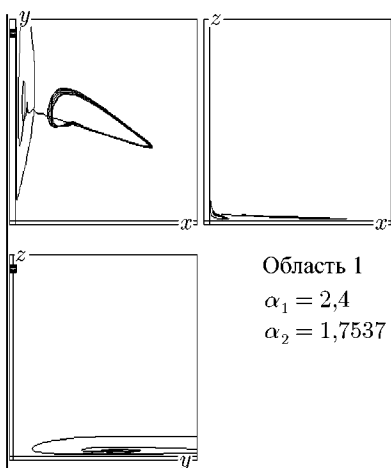 y
z
x
x
z
y
Область 1
α₁ = 2,4
α₂ = 1,7537